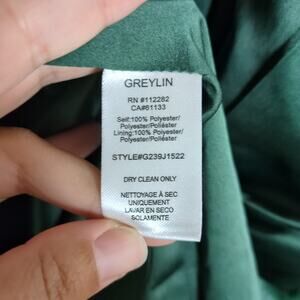 GREYLIN
RN #112282
CA#61133
Self:100% Polyester/
Polyester/Poliéster
Lining:100% Polyester/
Polyester/Poliéster
STYLE#G239J1522
DRY CLEAN ONLY
NETTOYAGE À SEC
UNIQUEMENT
LAVAR EN SECO
SOLAMENTE